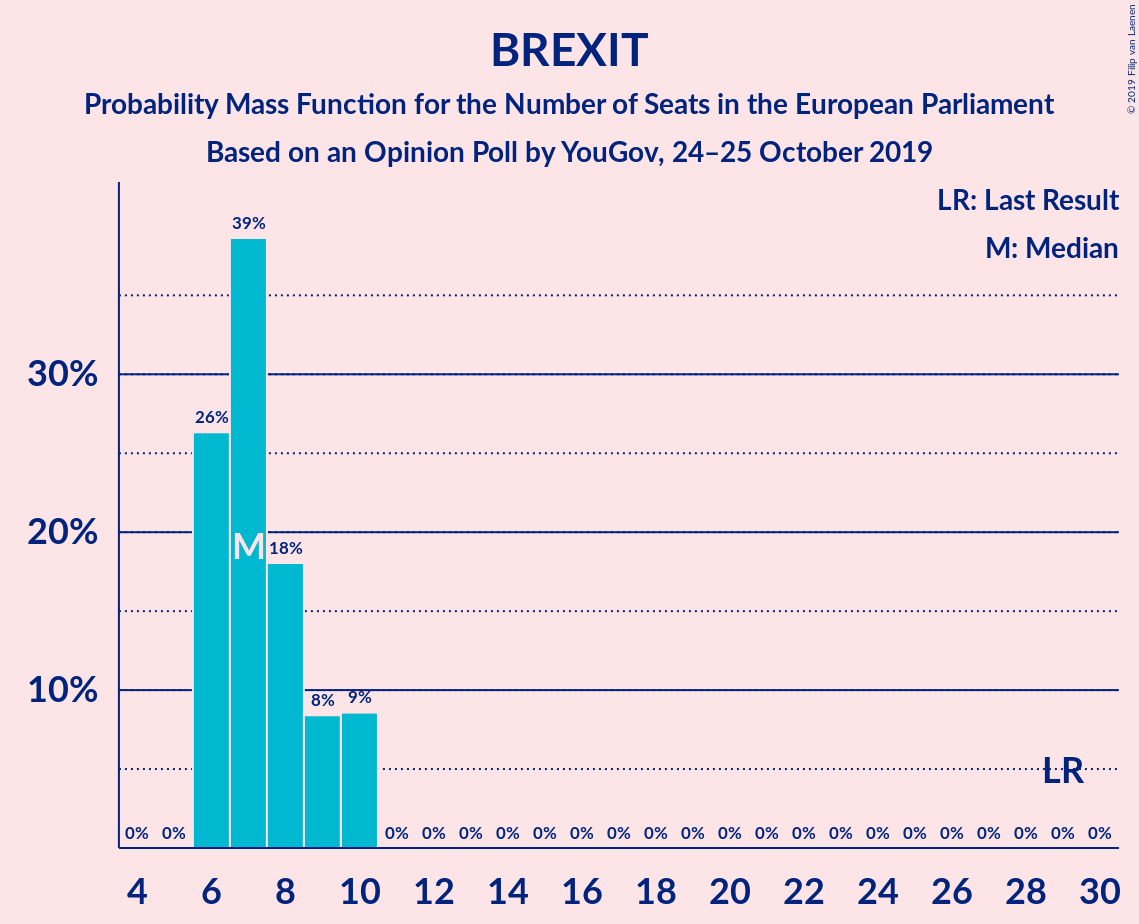 BREXIT
Probability Mass Function for the Number of Seats in the European Parliament
Based on an Opinion Poll by YouGov, 24–25 October 2019
© 2019 Filip van Laenen
LR: Last Result
M: Median
39%
30%
26%
20%
M
18%
10%
8%
9%
LR
0% 0% 0% 0% 0% 0% 0% 0% 0% 0% 0% 0% 0% 0% 0% 0% 0% 0% 0% 0% 0% 0%
4 6 8 10 12 14 16 18 20 22 24 26 28 30